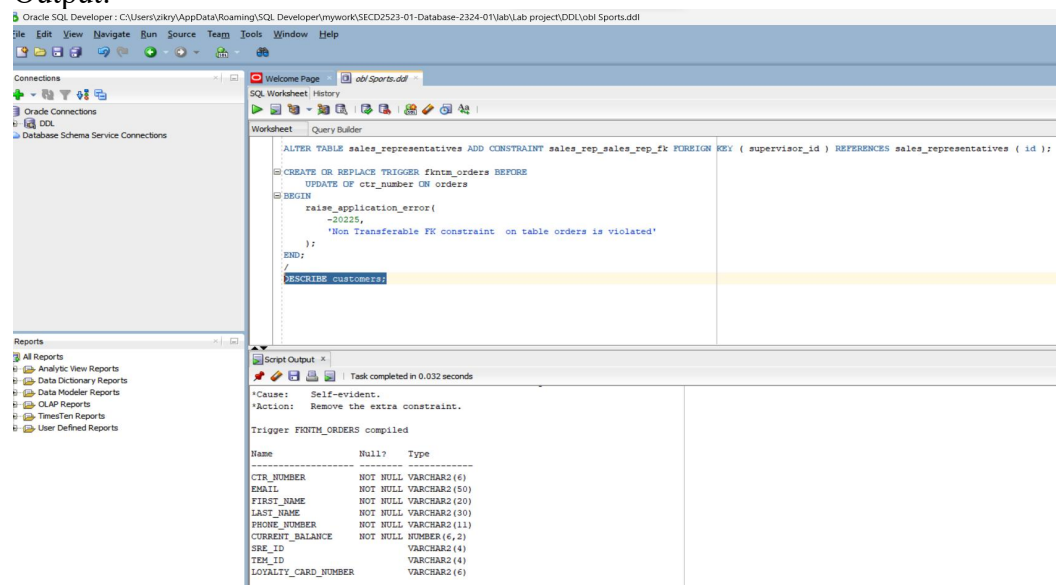 Output:
Oracle SQL Developer : C:\Users\zikry\AppData\Roaming\SQL Developer\mywork\SECD2523-01-Database-2324-01\lab\Lab project\DDL\obl Sports.ddl
File Edit View Navigate Run Source Team Tools Window Help
Connections
Oracle Connections
DDL
Database Schema Service Connections
Reports
All Reports
Analytic View Reports
Data Dictionary Reports
Data Modeler Reports
OLAP Reports
TimesTen Reports
User Defined Reports
Welcome Page obl Sports.ddl
SQL Worksheet History
Worksheet Query Builder
ALTER TABLE sales_representatives ADD CONSTRAINT sales_rep_sales_rep_fk FOREIGN KEY ( supervisor_id ) REFERENCES sales_representatives ( id );
CREATE OR REPLACE TRIGGER fkntm_orders BEFORE
UPDATE OF ctr_number ON orders
BEGIN
raise_application_error(
-20225,
'Non Transferable FK constraint  on table orders is violated'
);
END;
/
DESCRIBE customers;
Script Output
Task completed in 0.032 seconds
*Cause: Self-evident.
*Action: Remove the extra constraint.
Trigger FKNTM_ORDERS compiled
Name Null? Type
------------------- -------- ------------
CTR_NUMBER NOT NULL VARCHAR2(6)
EMAIL NOT NULL VARCHAR2(50)
FIRST_NAME NOT NULL VARCHAR2(20)
LAST_NAME NOT NULL VARCHAR2(30)
PHONE_NUMBER NOT NULL VARCHAR2(11)
CURRENT_BALANCE NOT NULL NUMBER(6,2)
SRE_ID VARCHAR2(4)
TEM_ID VARCHAR2(4)
LOYALTY_CARD_NUMBER VARCHAR2(6)